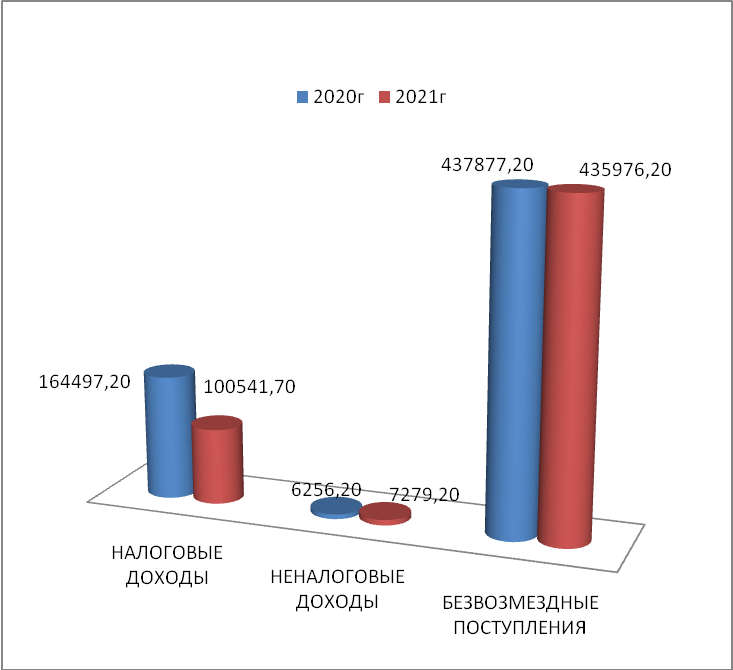 2020г 2021г
437877,20
435976,20
164497,20
100541,70
6256,20
7279,20
НАЛОГОВЫЕ
ДОХОДЫ
НЕНАЛОГОВЫЕ
ДОХОДЫ
БЕЗВОЗМЕЗДНЫЕ
ПОСТУПЛЕНИЯ